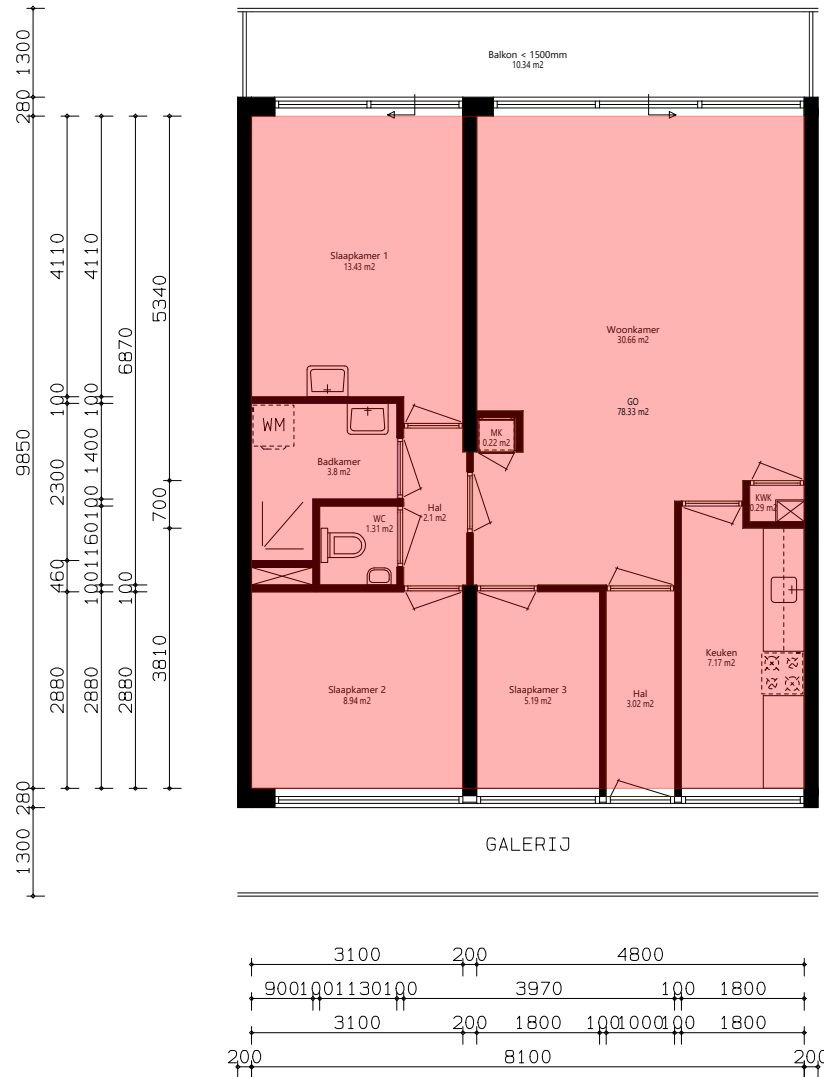 1300
280
9850
280
1300
4110
100
2300
460
2880
4110
100
1400
100
1160
100
2880
6870
100
2880
5340
700
3810
Balkon < 1500mm
10.34 m2
Slaapkamer 1
13.43 m2
Woonkamer
30.66 m2
GO
78.33 m2
WM
MK
0.22 m2
Badkamer
3.8 m2
KWK
0.29 m2
Hal
2.1 m2
WC
1.31 m2
Keuken
7.17 m2
Slaapkamer 2
8.94 m2
Slaapkamer 3
5.19 m2
Hal
3.02 m2
GALERIJ
3100 200 4800
900 100 1130 100 3970 100 1800
3100 200 1800 100 1000 100 1800
200 8100 200